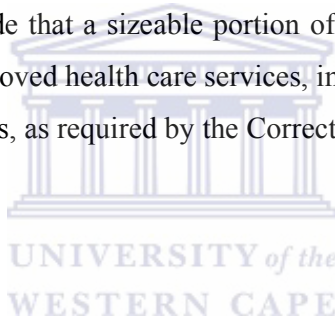 de that a sizeable portion of
oved health care services, in
s, as required by the Correct
UNIVERSITY of the
WESTERN CAPE